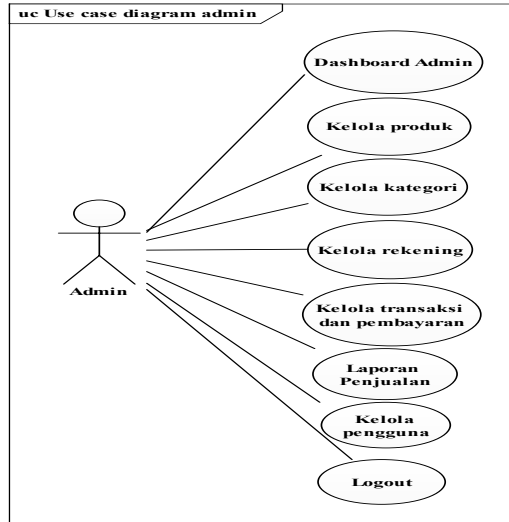 uc Use case diagram admin
Dashboard Admin
Kelola produk
Kelola kategori
Kelola rekening
Admin
Kelola transaksi
dan pembayaran
Laporan
Penjualan
Kelola
pengguna
Logout